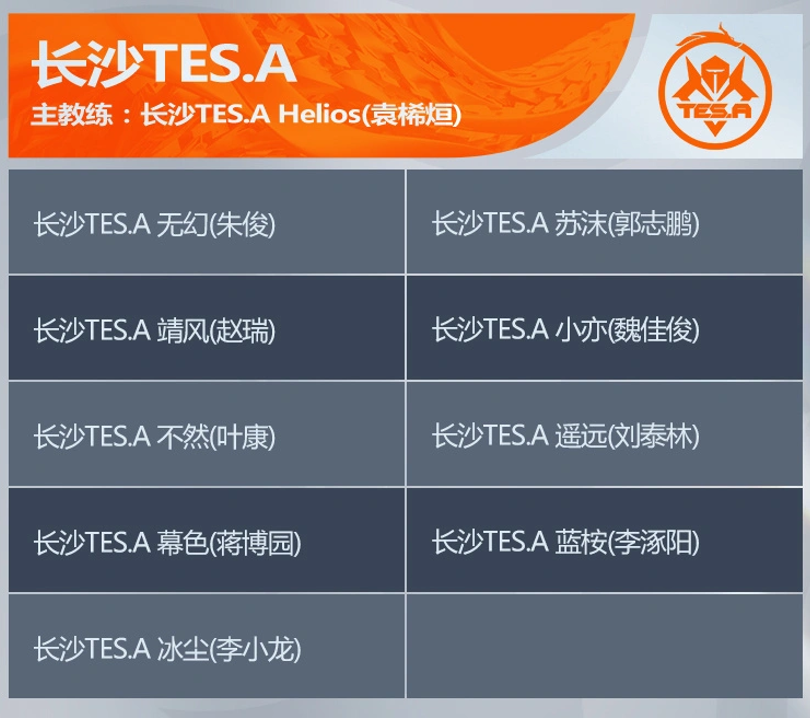 长沙TES.A
主教练：长沙TES.A Helios(袁桸烜)
TES.A
长沙TES.A 无幻(朱俊)
长沙TES.A 苏沫(郭志鹏)
长沙TES.A 靖风(赵瑞)
长沙TES.A 小亦(魏佳俊)
长沙TES.A 不然(叶康)
长沙TES.A 遥远(刘泰林)
长沙TES.A 幕色(蒋博园)
长沙TES.A 蓝桉(李涿阳)
长沙TES.A 冰尘(李小龙)